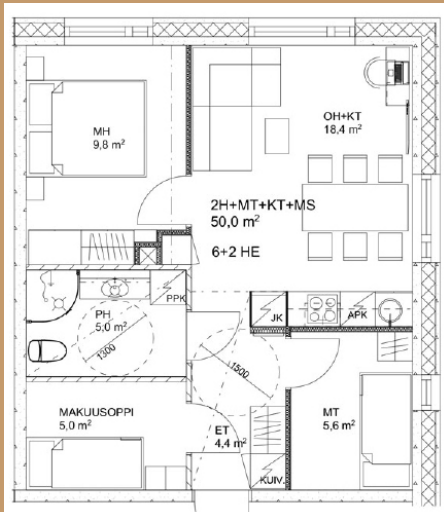 OH+KT
18,4 m²
MH
9,8 m²
2H+MT+KT+MS
50,0 m²
6+2 HE
PPK
JK
APK
PH
5,0 m²
1300
1500
MAKUUSOPPI
5,0 m²
ET
4,4 m²
MT
5,6 m²
KUIV.